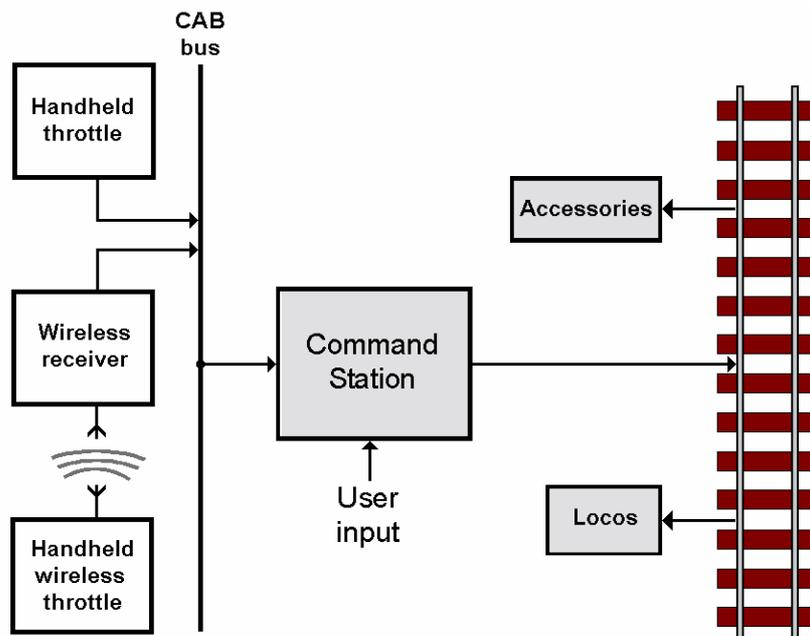 CAB
bus
Handheld
throttle
Accessories
Wireless
receiver
Command
Station
User
input
Locos
Handheld
wireless
throttle